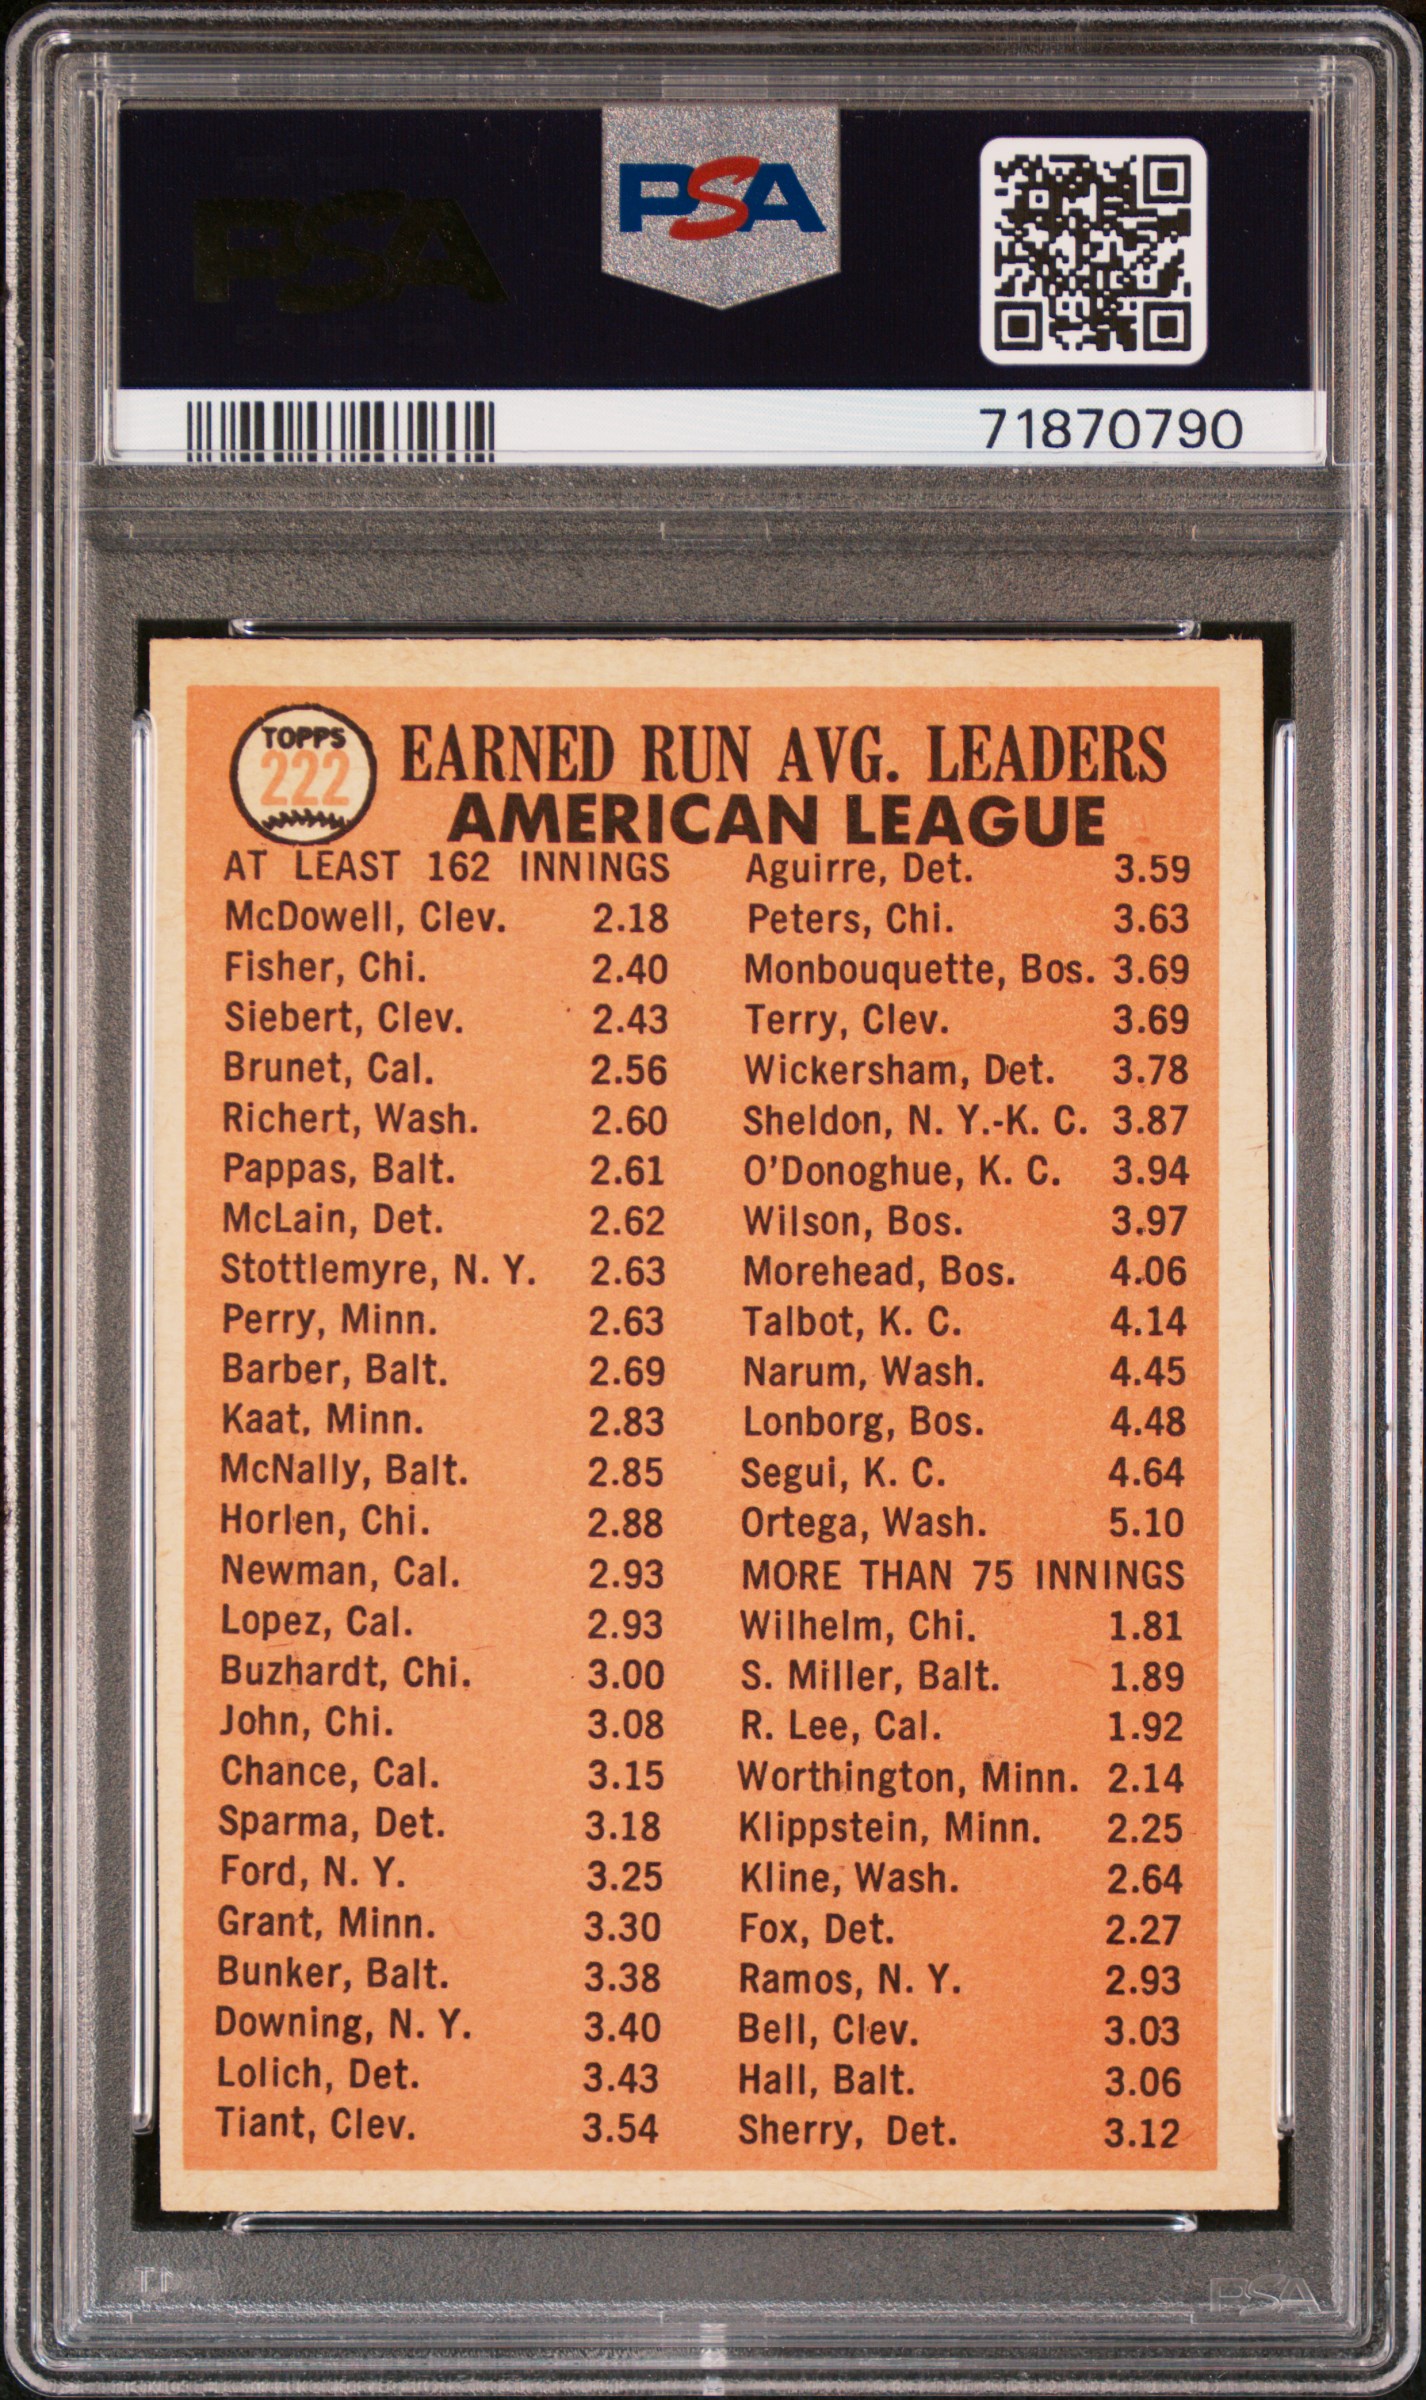 PSA
PSA
71870790
TOPPS
222
EARNED RUN AVG. LEADERS
AMERICAN LEAGUE
AT LEAST 162 INNINGS
McDowell, Clev. 2.18
Fisher, Chi. 2.40
Siebert, Clev. 2.43
Brunet, Cal. 2.56
Richert, Wash. 2.60
Pappas, Balt. 2.61
McLain, Det. 2.62
Stottlemyre, N. Y. 2.63
Perry, Minn. 2.63
Barber, Balt. 2.69
Kaat, Minn. 2.83
McNally, Balt. 2.85
Horlen, Chi. 2.88
Newman, Cal. 2.93
Lopez, Cal. 2.93
Buzhardt, Chi. 3.00
John, Chi. 3.08
Chance, Cal. 3.15
Sparma, Det. 3.18
Ford, N. Y. 3.25
Grant, Minn. 3.30
Bunker, Balt. 3.38
Downing, N. Y. 3.40
Lolich, Det. 3.43
Tiant, Clev. 3.54
Aguirre, Det. 3.59
Peters, Chi. 3.63
Monbouquette, Bos. 3.69
Terry, Clev. 3.69
Wickersham, Det. 3.78
Sheldon, N. Y.-K. C. 3.87
O'Donoghue, K. C. 3.94
Wilson, Bos. 3.97
Morehead, Bos. 4.06
Talbot, K. C. 4.14
Narum, Wash. 4.45
Lonborg, Bos. 4.48
Segui, K. C. 4.64
Ortega, Wash. 5.10
MORE THAN 75 INNINGS
Wilhelm, Chi. 1.81
S. Miller, Balt. 1.89
R. Lee, Cal. 1.92
Worthington, Minn. 2.14
Klippstein, Minn. 2.25
Kline, Wash. 2.64
Fox, Det. 2.27
Ramos, N. Y. 2.93
Bell, Clev. 3.03
Hall, Balt. 3.06
Sherry, Det. 3.12
PSA